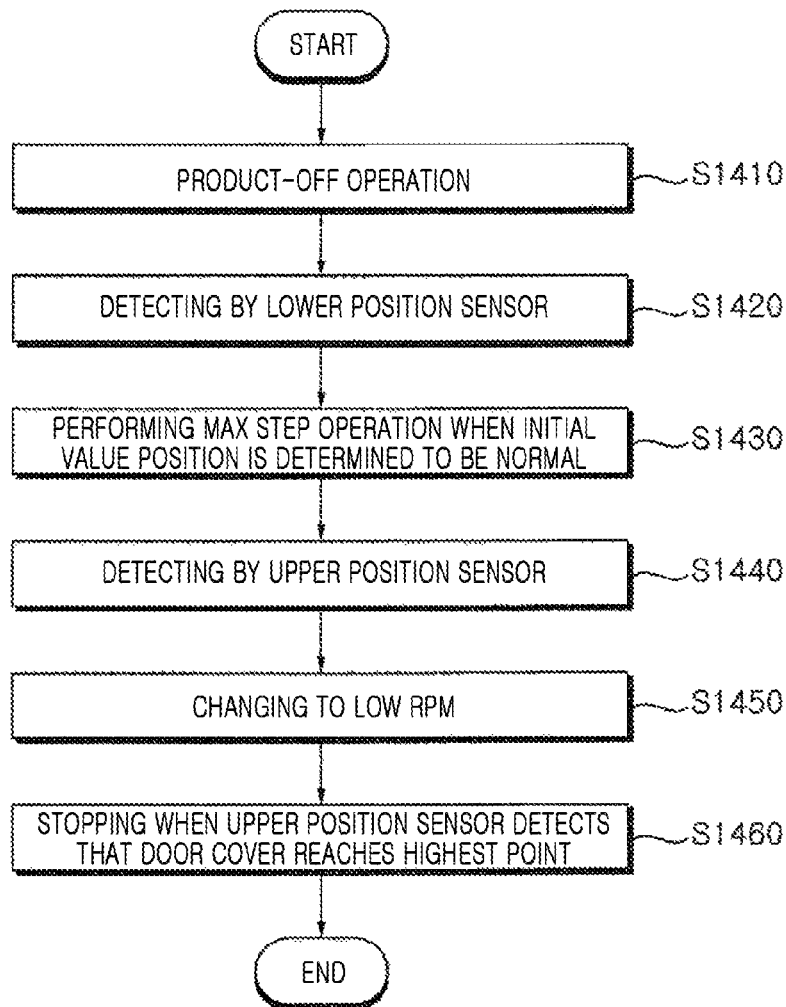 START
PRODUCT-OFF OPERATION
S1410
DETECTING BY LOWER POSITION SENSOR
S1420
PERFORMING MAX STEP OPERATION WHEN INITIAL
VALUE POSITION IS DETERMINED TO BE NORMAL
S1430
DETECTING BY UPPER POSITION SENSOR
S1440
CHANGING TO LOW RPM
S1450
STOPPING WHEN UPPER POSITION SENSOR DETECTS
THAT DOOR COVER REACHES HIGHEST POINT
S1460
END